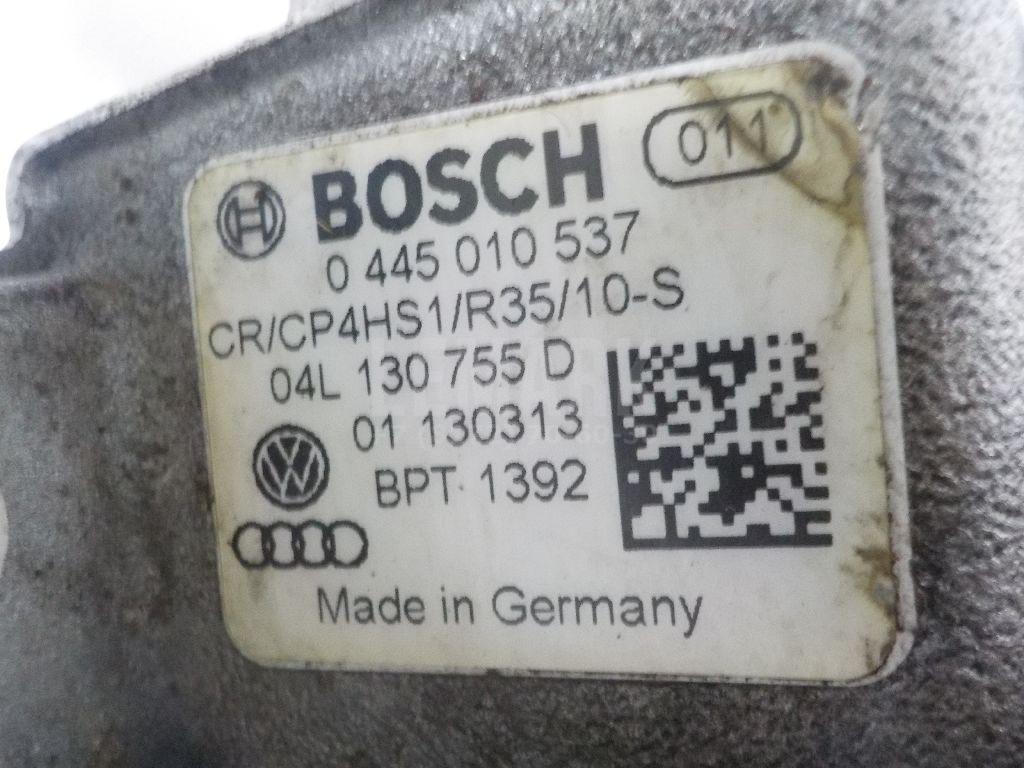 BOSCH 011
0 445 010 537
CR/CP4HS1/R35/10-S
04L 130 755 D
01 130313
BPT 1392
Made in Germany